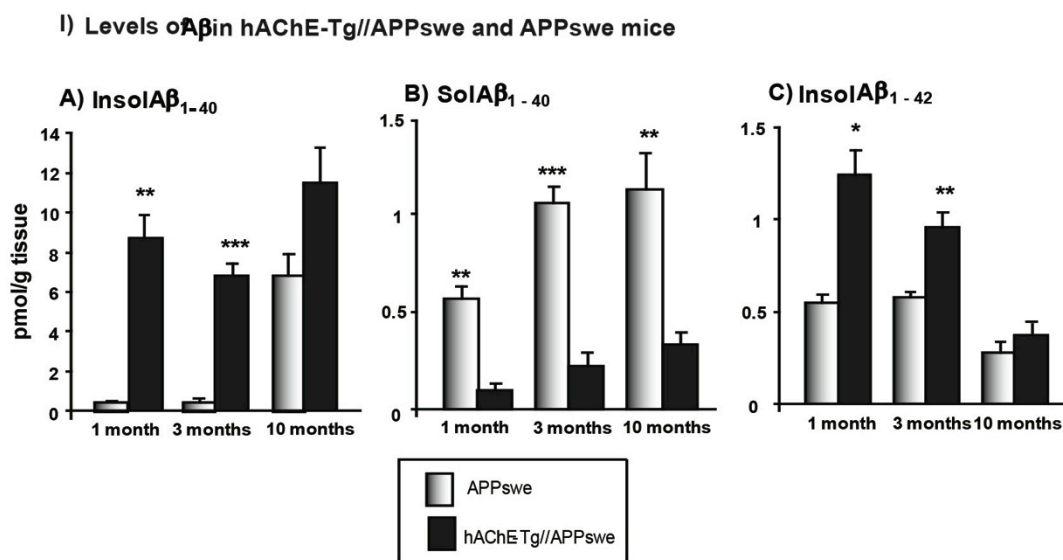 I) Levels of Aβ in hAChE-Tg//APPswe and APPswe mice
A) InsolAβ1-40
B) SolAβ1 - 40
C) InsolAβ1 - 42
pmol/g tissue
14
12
10
8
6
4
2
0
**
***
1 month 3 months 10 months
1.5
1
0.5
0
**
***
**
1 month 3 months 10 months
1.5
1
0.5
0
*
**
1 month 3 months 10 months
APPswe
hAChE-Tg//APPswe